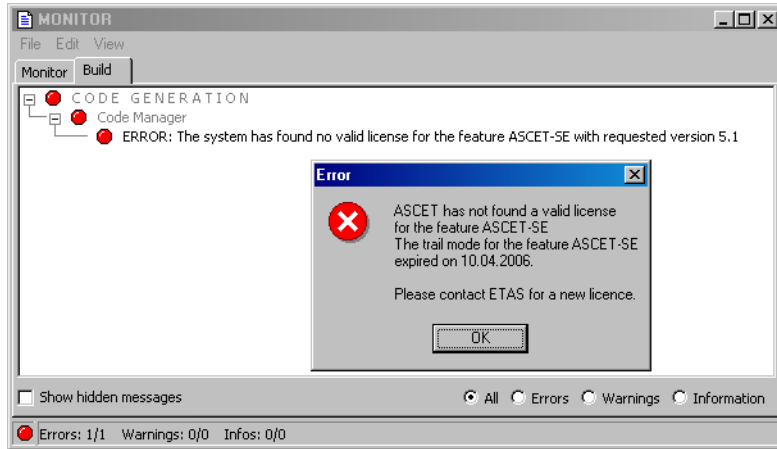 MONITOR
File Edit View
Monitor Build
CODE GENERATION
Code Manager
ERROR: The system has found no valid license for the feature ASCET-SE with requested version 5.1
Error
ASCET has not found a valid license
for the feature ASCET-SE
The trail mode for the feature ASCET-SE
expired on 10.04.2006.
Please contact ETAS for a new licence.
OK
Show hidden messages All Errors Warnings Information
Errors: 1/1 Warnings: 0/0 Infos: 0/0